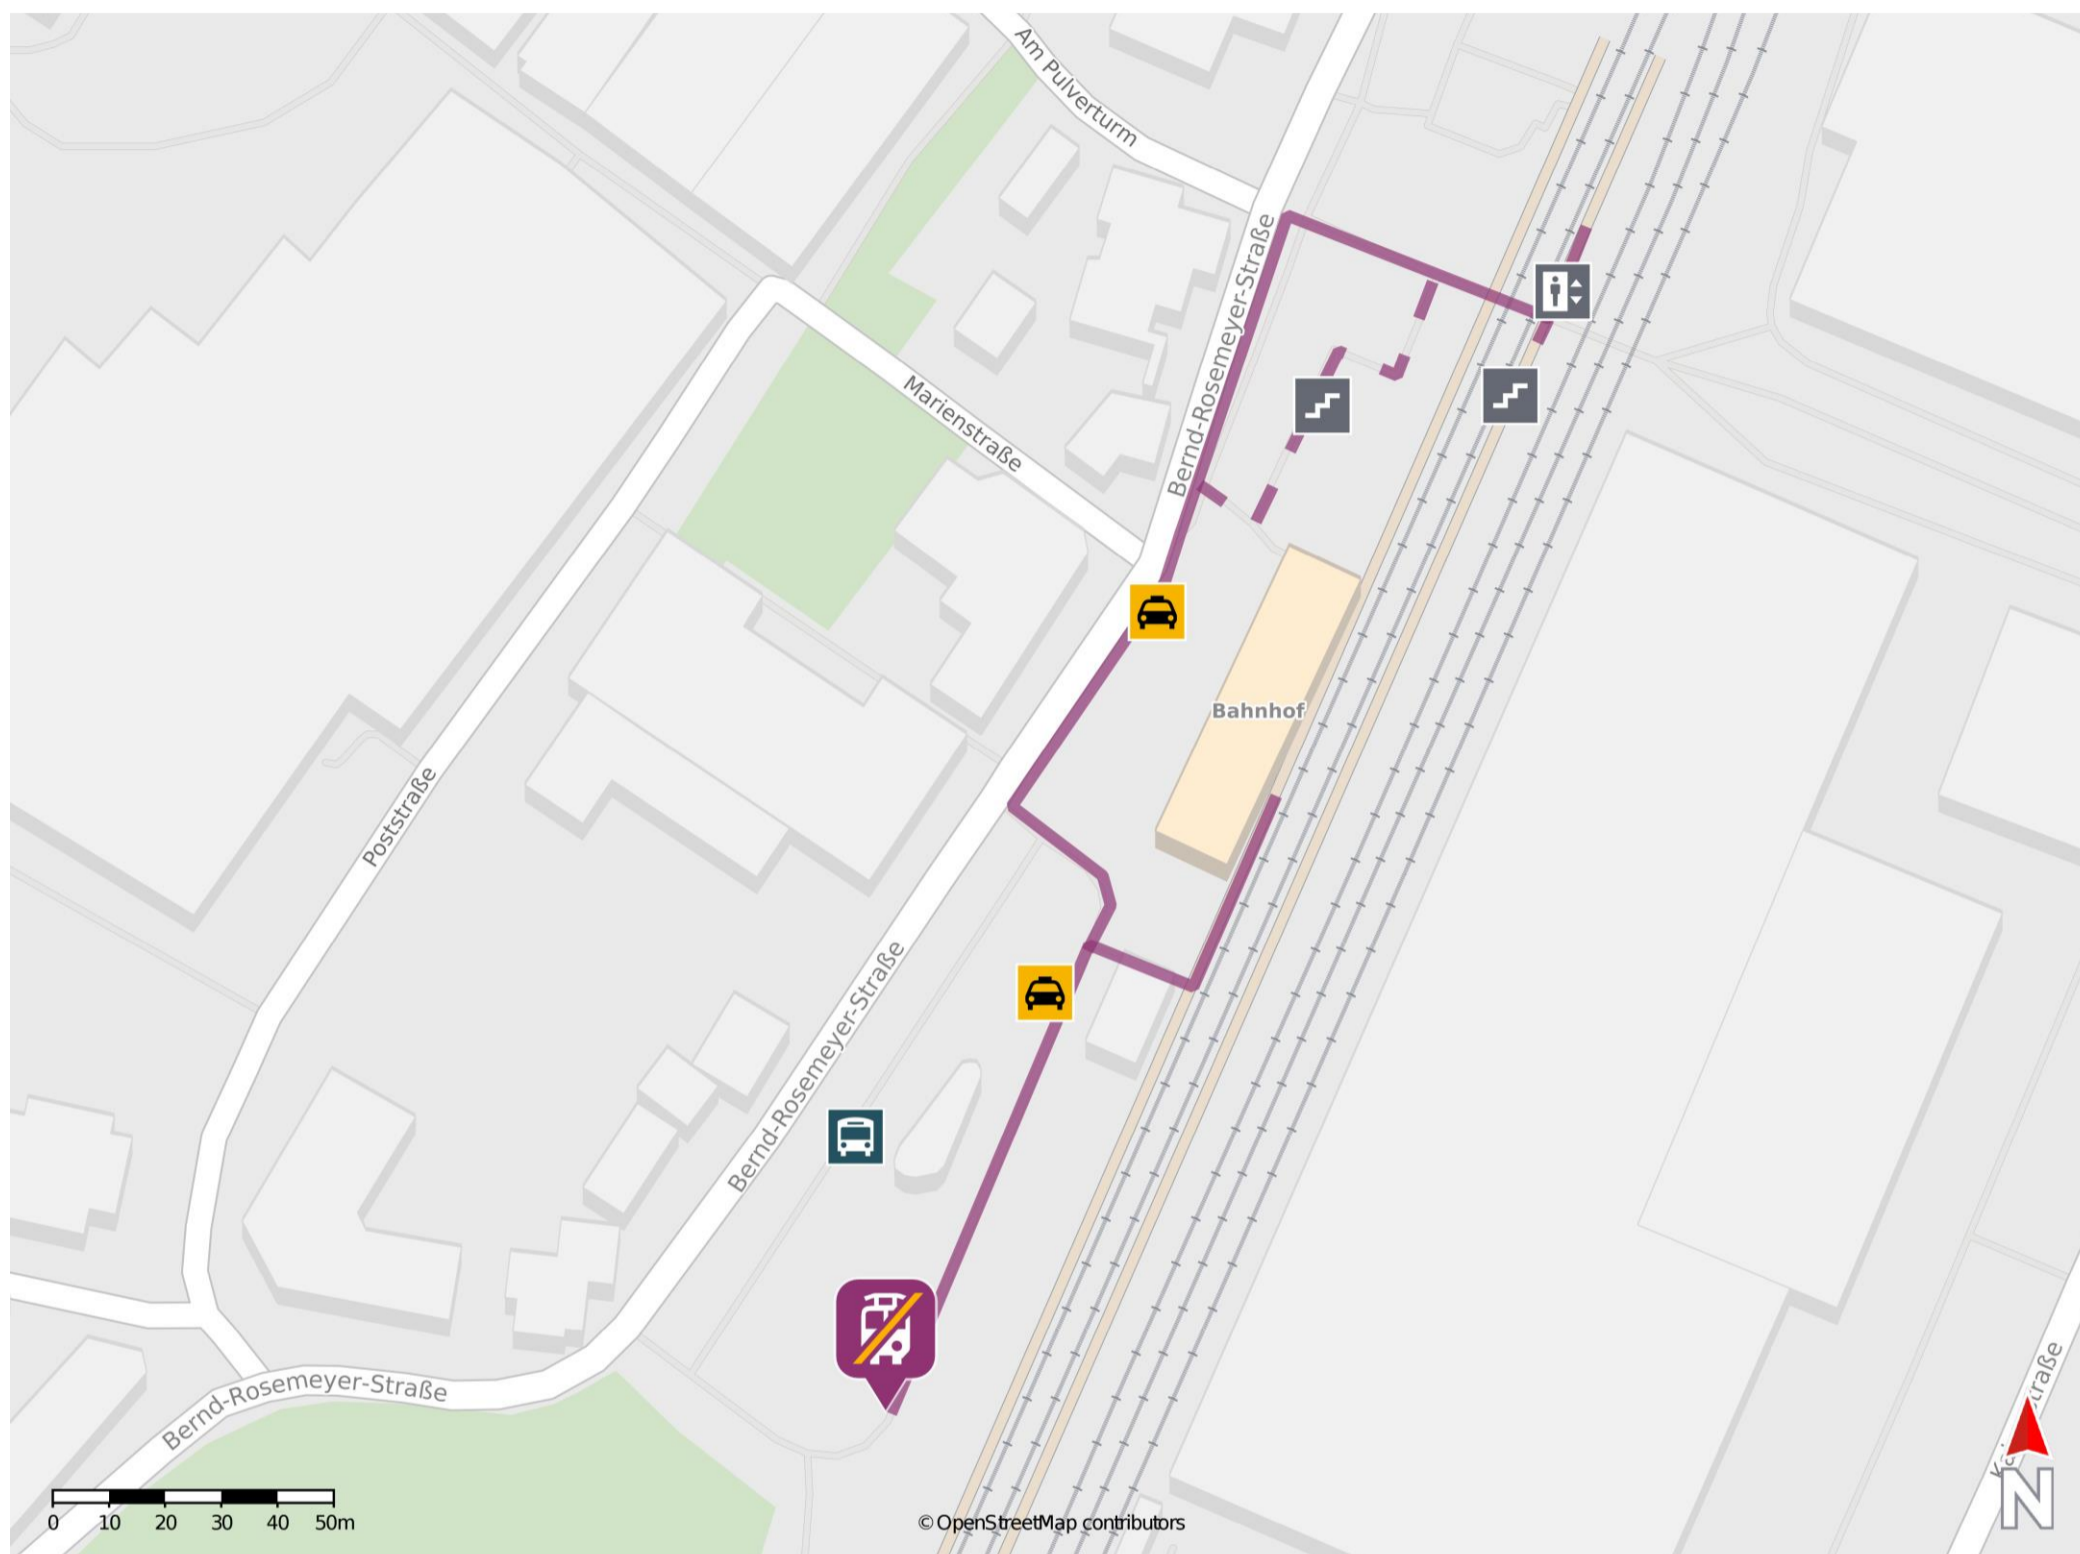 Am Pulverturm
Bernd-Rosemeyer-Straße
Marienstraße
Bahnhof
Poststraße
Bernd-Rosemeyer-Straße
Bernd-Rosemeyer-Straße
0 10 20 30 40 50m
© OpenStreetMap contributors
N